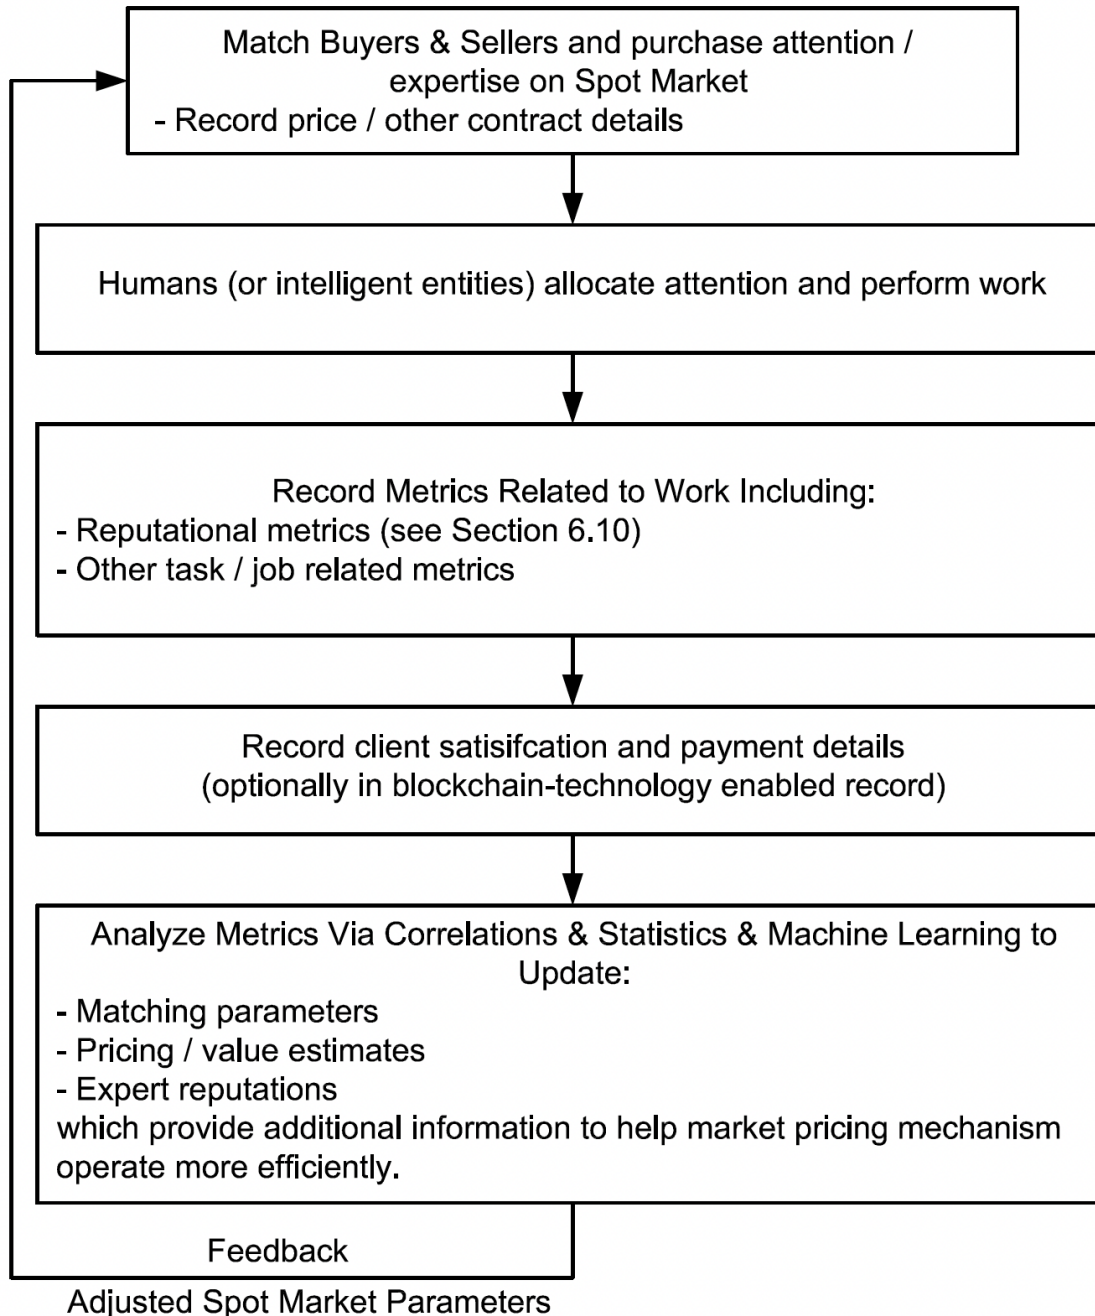 Match Buyers & Sellers and purchase attention /
expertise on Spot Market
- Record price / other contract details
Humans (or intelligent entities) allocate attention and perform work
Record Metrics Related to Work Including:
- Reputational metrics (see Section 6.10)
- Other task / job related metrics
Record client satisifcation and payment details
(optionally in blockchain-technology enabled record)
Analyze Metrics Via Correlations & Statistics & Machine Learning to
Update:
- Matching parameters
- Pricing / value estimates
- Expert reputations
which provide additional information to help market pricing mechanism
operate more efficiently.
Feedback
Adjusted Spot Market Parameters